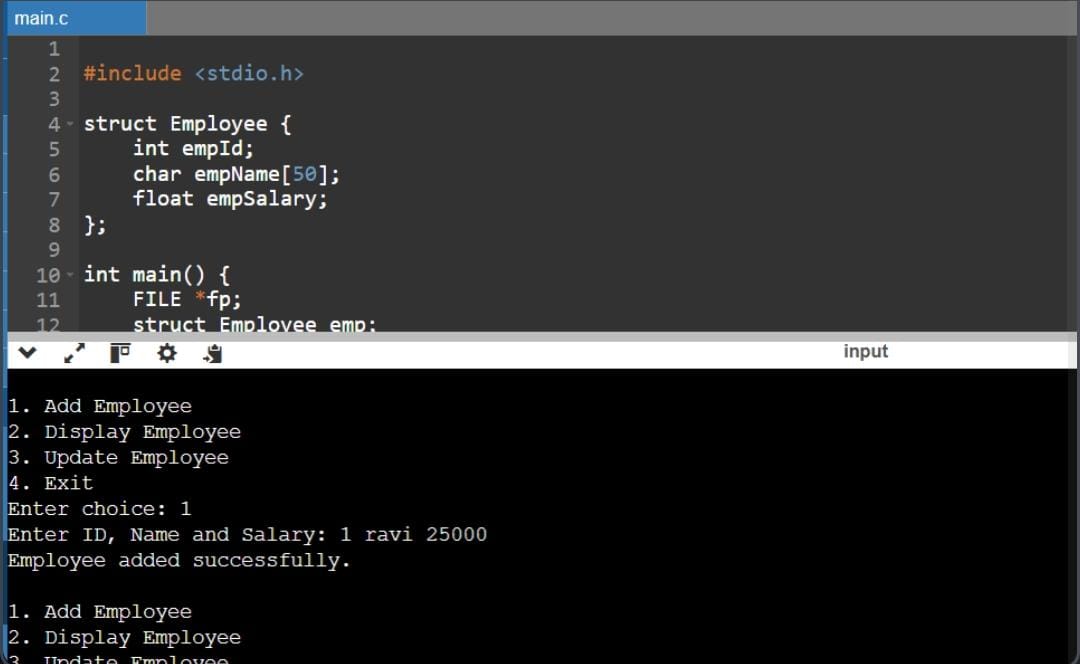 main.c
1
2 #include <stdio.h>
3
4 struct Employee {
5     int empId;
6     char empName[50];
7     float empSalary;
8 };
9
10 int main() {
11     FILE *fp;
12     struct Employee emp;
input
1. Add Employee
2. Display Employee
3. Update Employee
4. Exit
Enter choice: 1
Enter ID, Name and Salary: 1 ravi 25000
Employee added successfully.
1. Add Employee
2. Display Employee
3. Update Employee